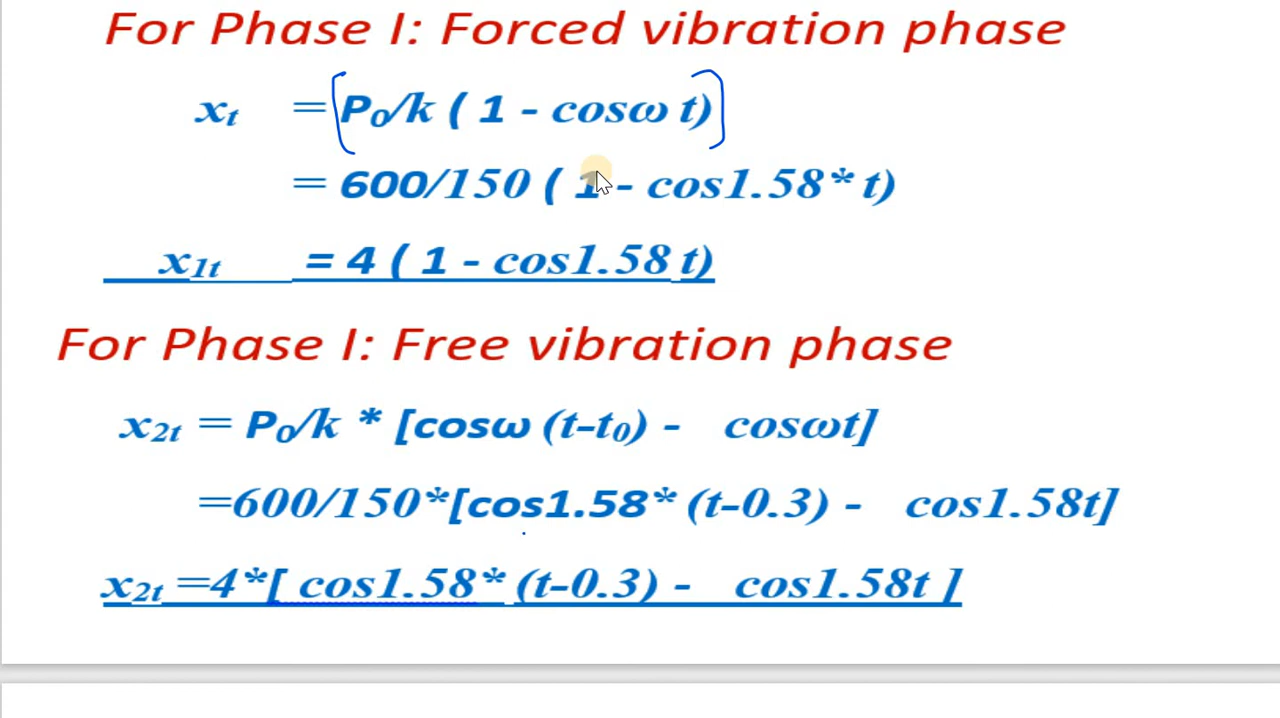 For Phase I: Forced vibration phase
xₜ = P₀/k ( 1 - cosω t)
= 600/150 ( 1 - cos1.58* t)
x₁ₜ = 4 ( 1 - cos1.58 t)
For Phase I: Free vibration phase
x₂ₜ = P₀/k * [cosω (t-t₀) - cosωt]
=600/150*[cos1.58* (t-0.3) - cos1.58t]
x₂ₜ =4*[ cos1.58* (t-0.3) - cos1.58t ]